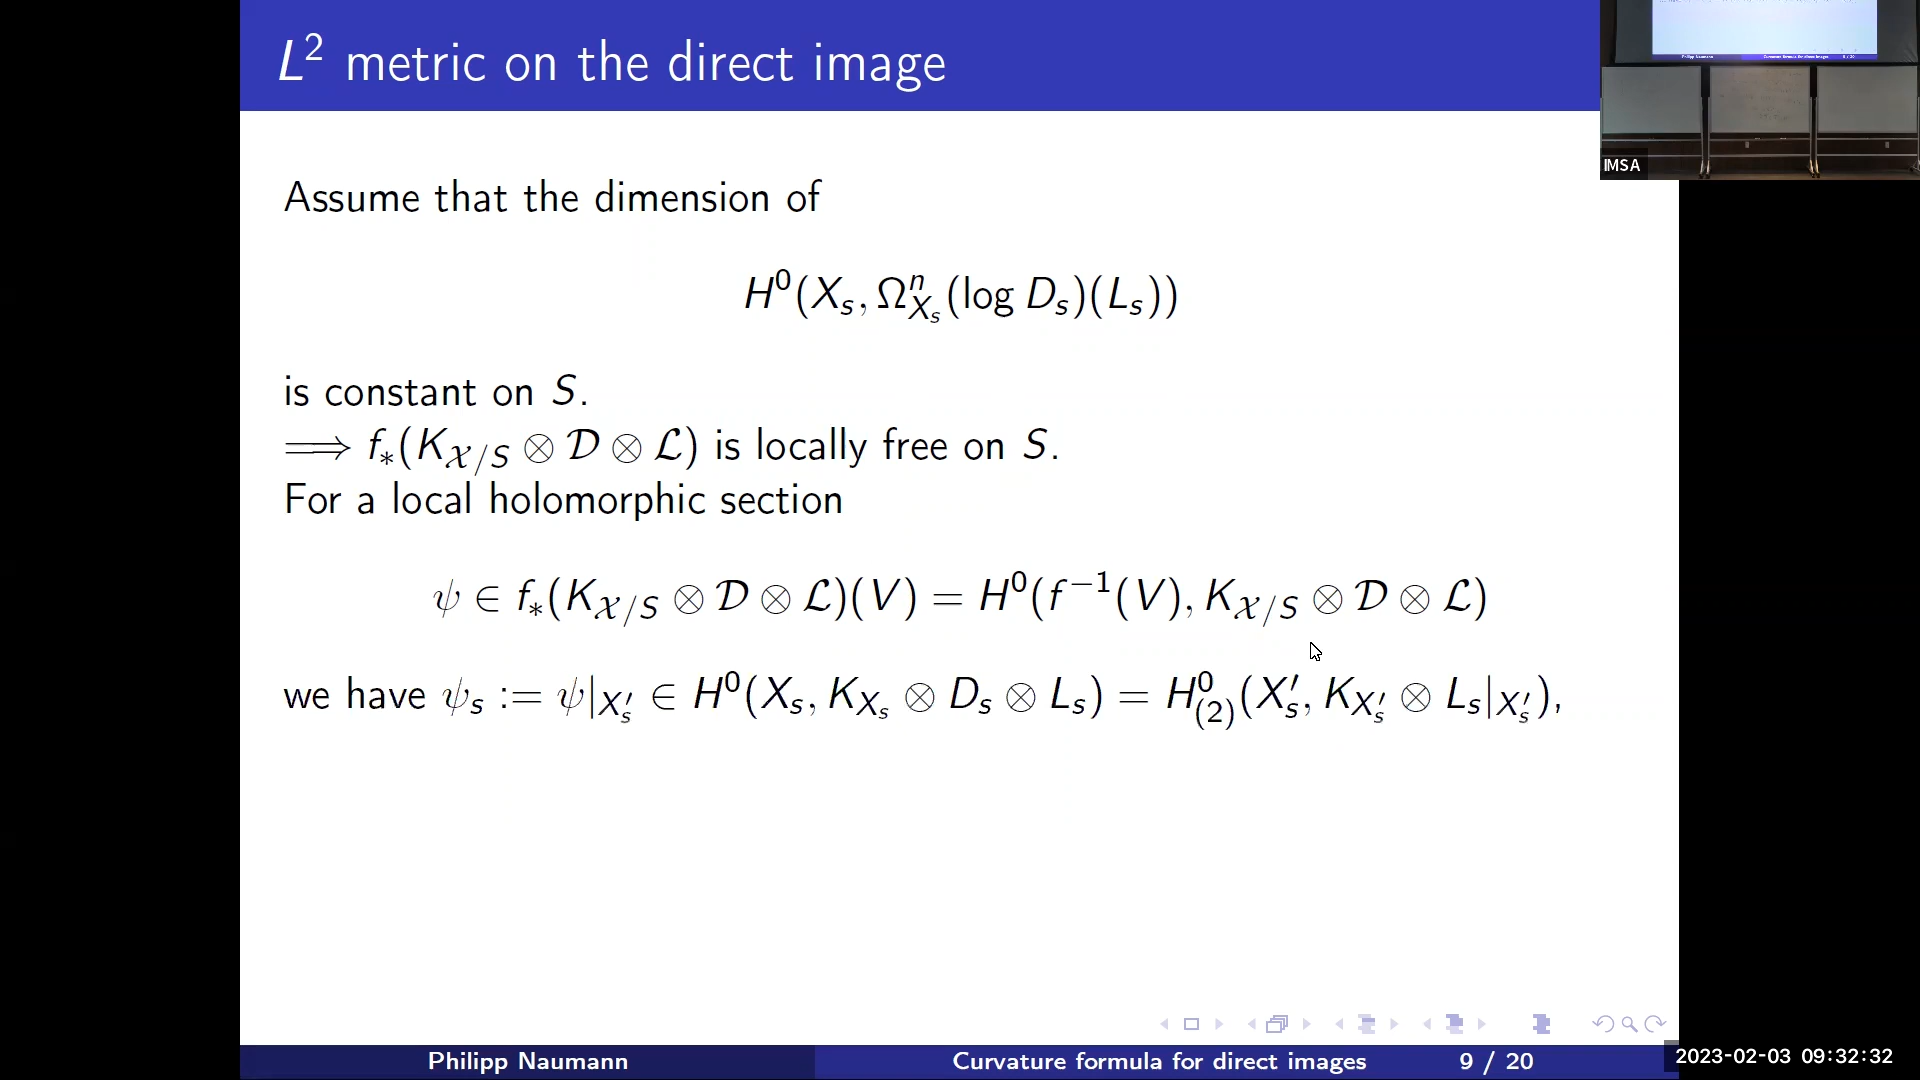 L² metric on the direct image
IMSA
Assume that the dimension of
H⁰(Xₛ, Ωⁿ_{Xₛ}(log Dₛ)(Lₛ))
is constant on S.
⟹ f_*(K_{𝒳/S} ⊗ 𝒟 ⊗ ℒ) is locally free on S.
For a local holomorphic section
ψ ∈ f_*(K_{𝒳/S} ⊗ 𝒟 ⊗ ℒ)(V) = H⁰(f⁻¹(V), K_{𝒳/S} ⊗ 𝒟 ⊗ ℒ)
we have ψₛ := ψ|_{X′ₛ} ∈ H⁰(Xₛ, K_{Xₛ} ⊗ Dₛ ⊗ Lₛ) = H⁰_{(2)}(X′ₛ, K_{X′ₛ} ⊗ Lₛ|_{X′ₛ}),
Philipp Naumann Curvature formula for direct images 9 / 20
2023-02-03 09:32:32